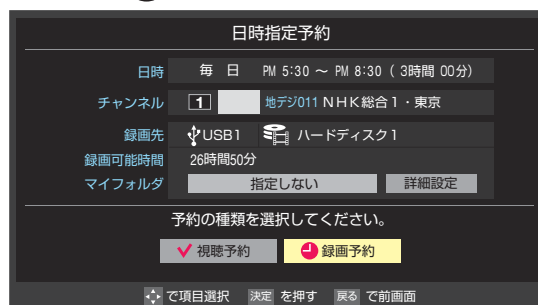 日時指定予約
日時 毎 日 PM 5:30 ～ PM 8:30 ( 3時間 00分)
チャンネル 1 地デジ011 NHK総合1・東京
録画先 USB1 ハードディスク1
録画可能時間 26時間50分
マイフォルダ 指定しない 詳細設定
予約の種類を選択してください。
視聴予約 録画予約
で項目選択 決定 を押す 戻る で前画面